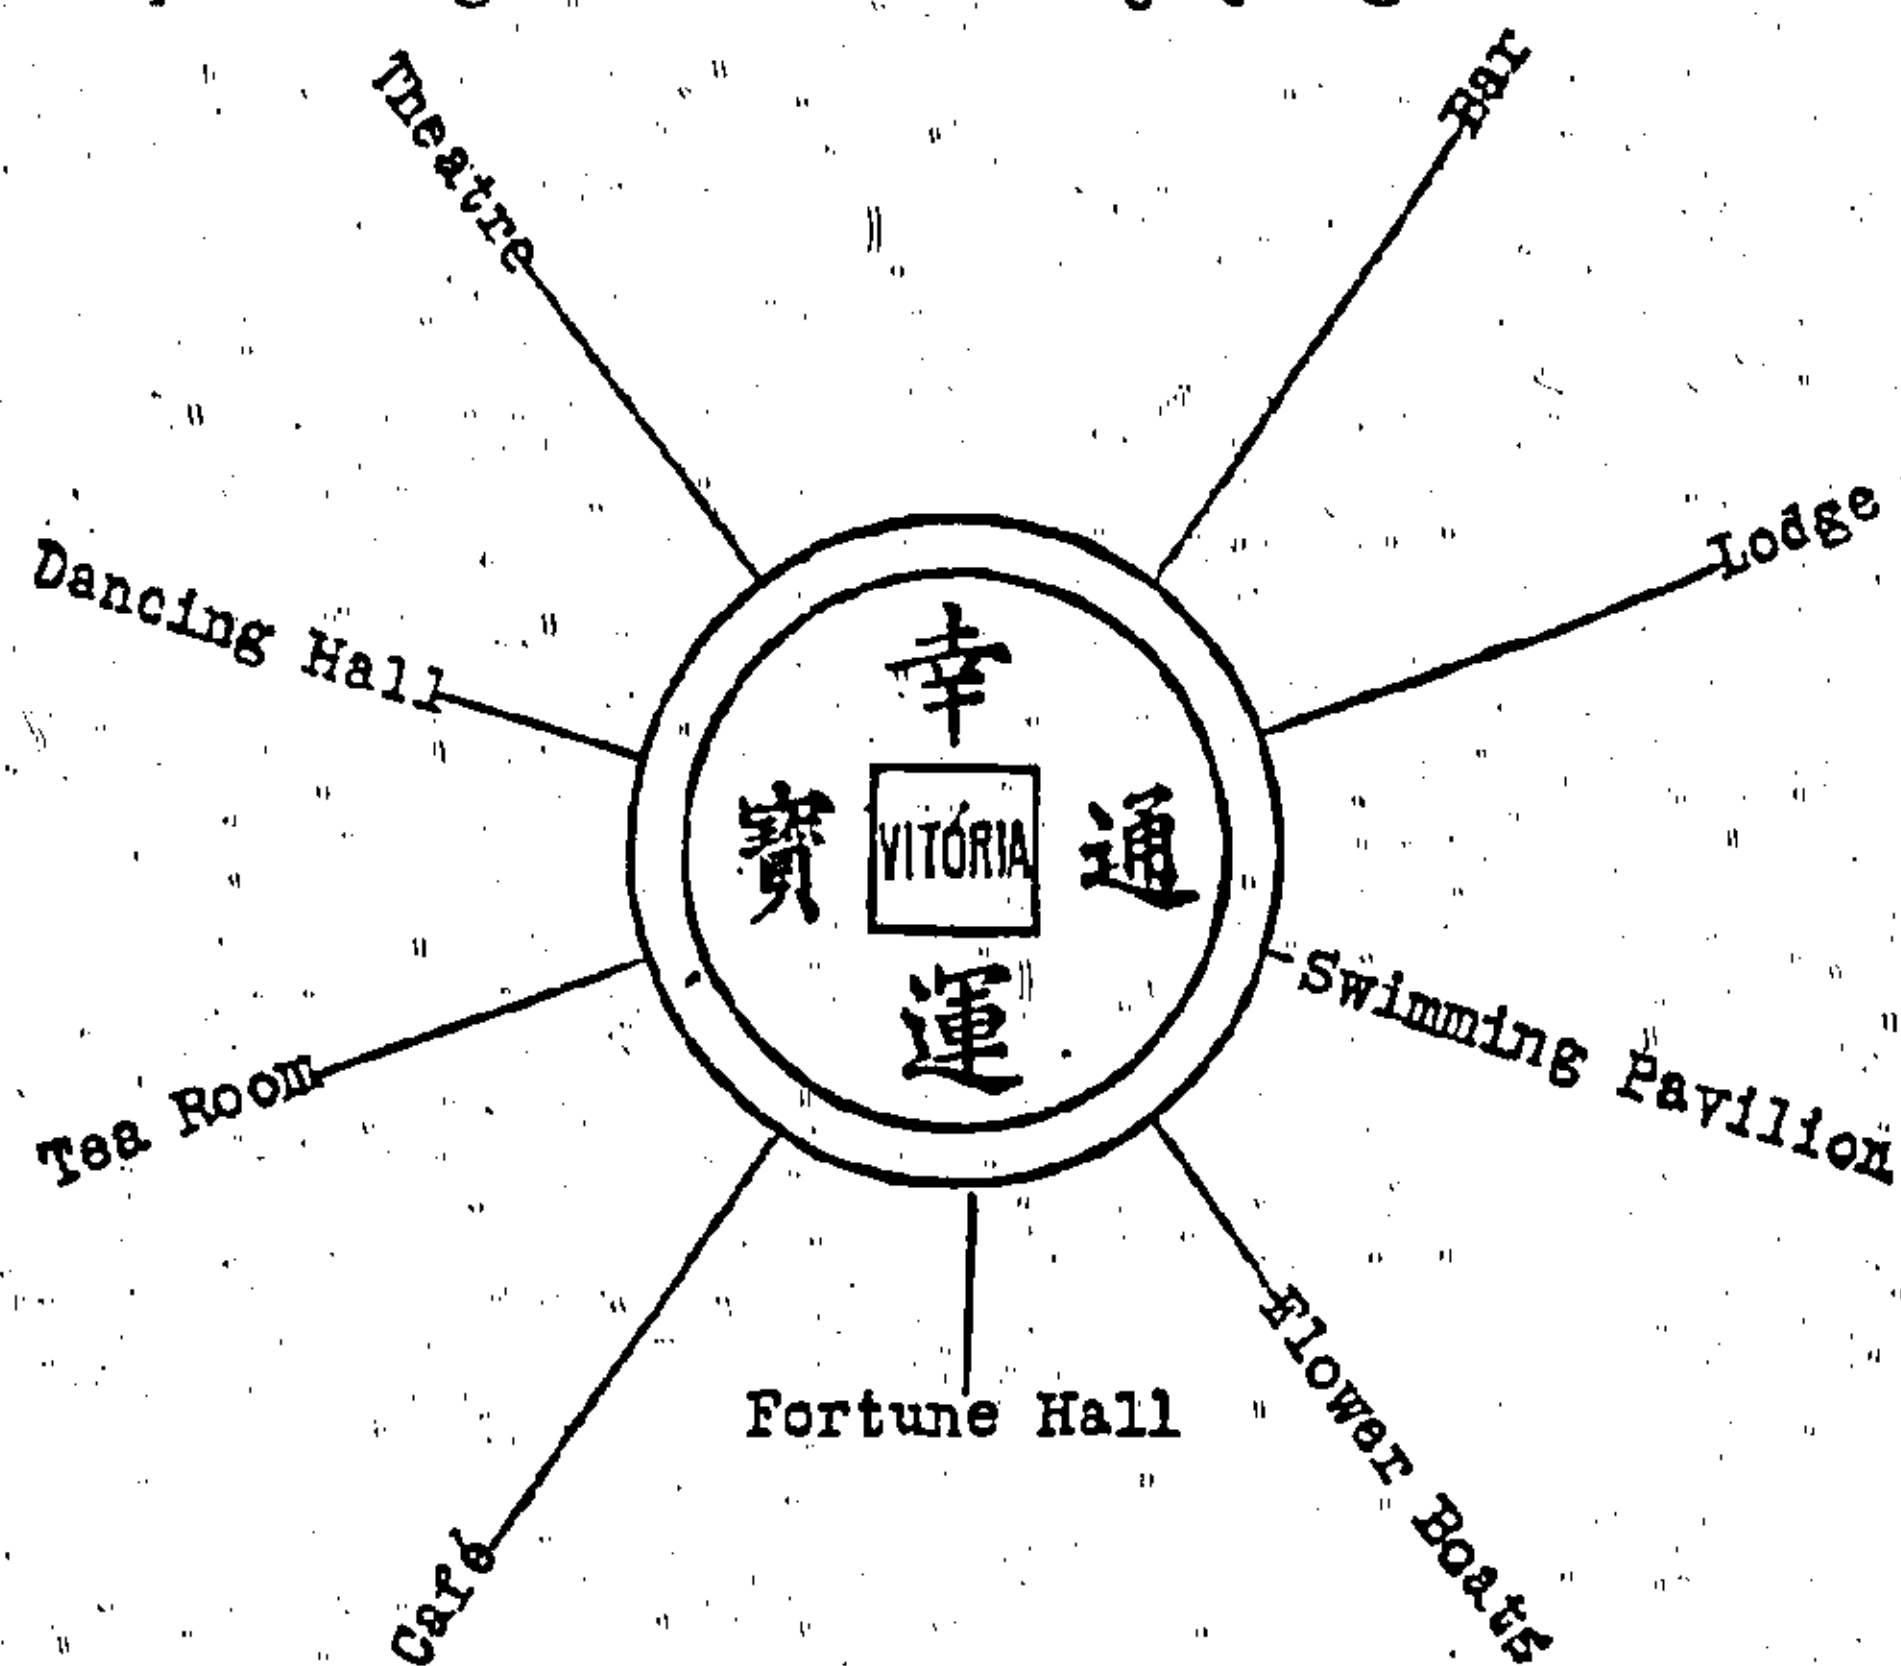 Theatre
Bar
Lodge
Dancing Hall
幸
寶
VITÓRIA
通
運
Swimming Pavilion
Tea Room
Flower Boats
Fortune Hall
Café